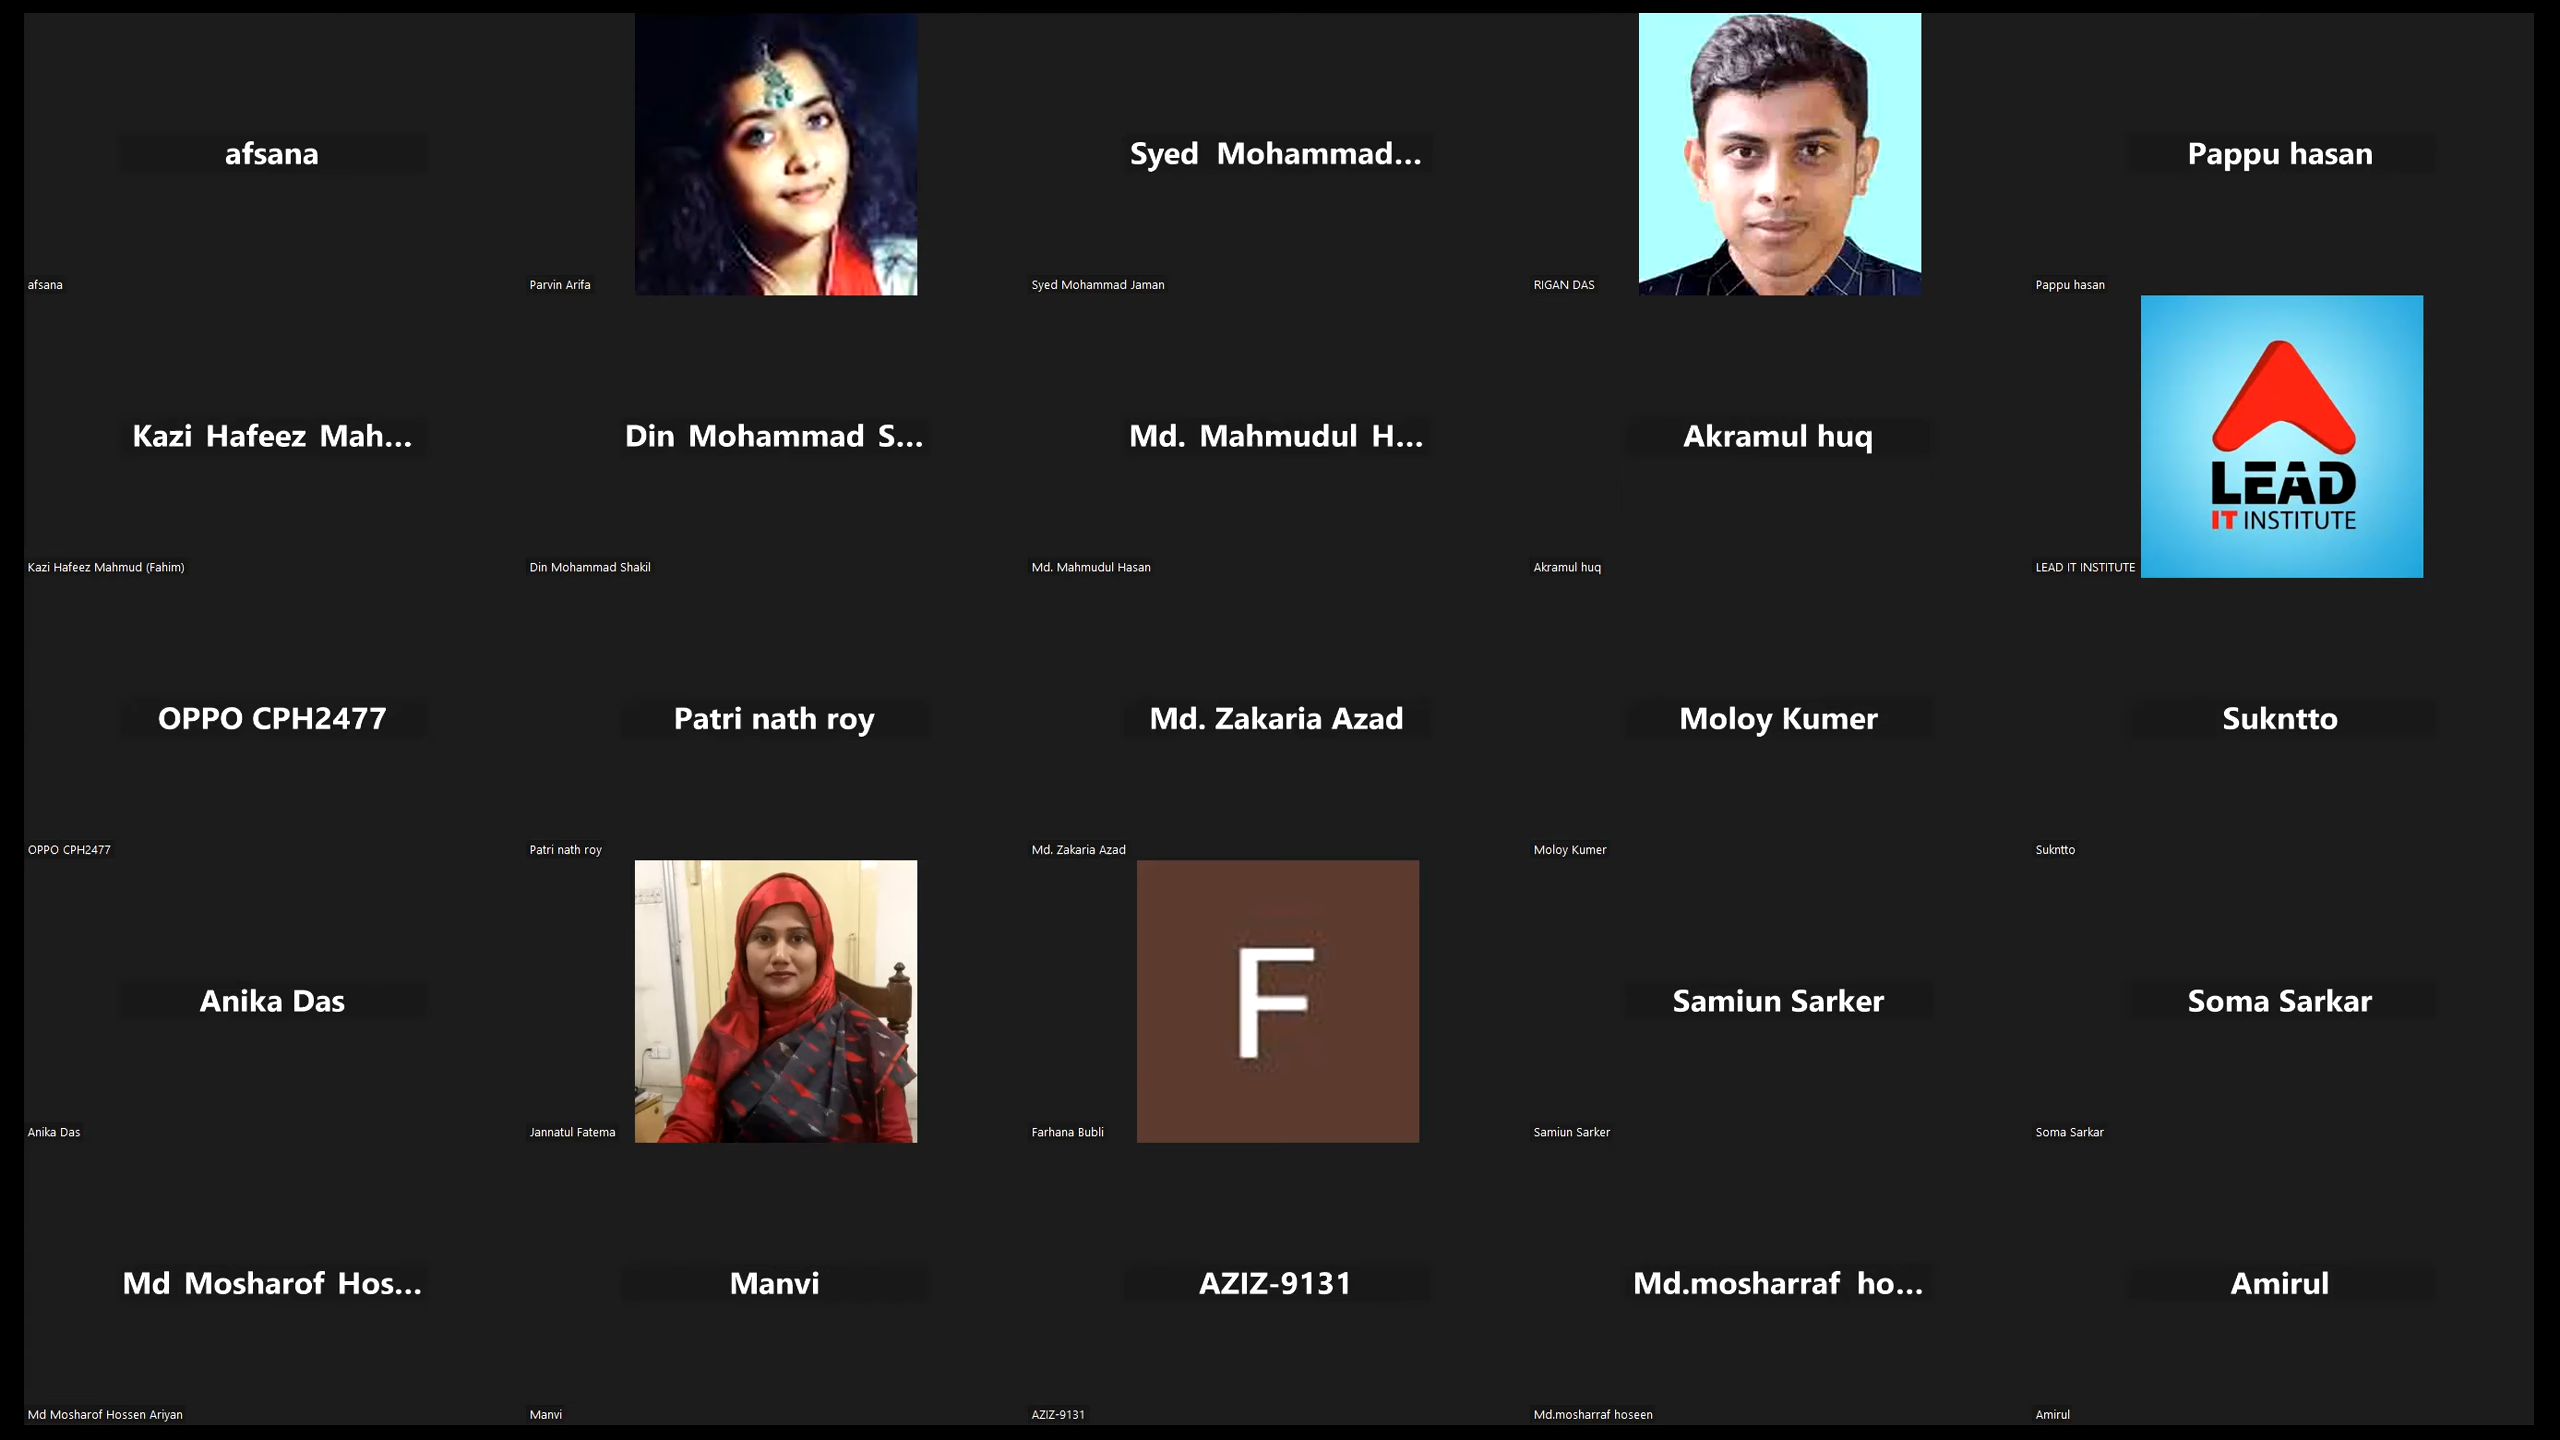 afsana
afsana
Parvin Arifa
Syed Mohammad...
Syed Mohammad Jaman
RIGAN DAS
Pappu hasan
Pappu hasan
Kazi Hafeez Mah...
Kazi Hafeez Mahmud (Fahim)
Din Mohammad S...
Din Mohammad Shakil
Md. Mahmudul H...
Md. Mahmudul Hasan
Akramul huq
Akramul huq
LEAD
IT INSTITUTE
LEAD IT INSTITUTE
OPPO CPH2477
OPPO CPH2477
Patri nath roy
Patri nath roy
Md. Zakaria Azad
Md. Zakaria Azad
Moloy Kumer
Moloy Kumer
Sukntto
Sukntto
Anika Das
Anika Das
Jannatul Fatema
F
Farhana Bubli
Samiun Sarker
Samiun Sarker
Soma Sarkar
Soma Sarkar
Md Mosharof Hos...
Md Mosharof Hossen Ariyan
Manvi
Manvi
AZIZ-9131
AZIZ-9131
Md.mosharraf ho...
Md.mosharraf hoseen
Amirul
Amirul